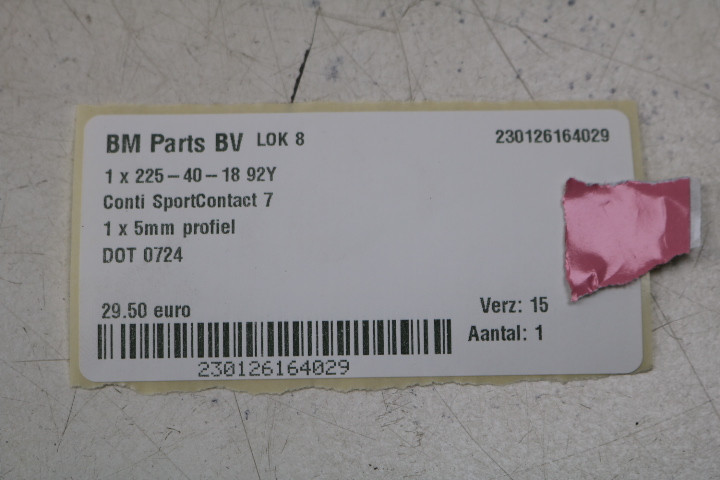 BM Parts BV LOK 8 230126164029
1 x 225-40-18 92Y
Conti SportContact 7
1 x 5mm profiel
DOT 0724
29.50 euro Verz: 15
Aantal: 1
230126164029